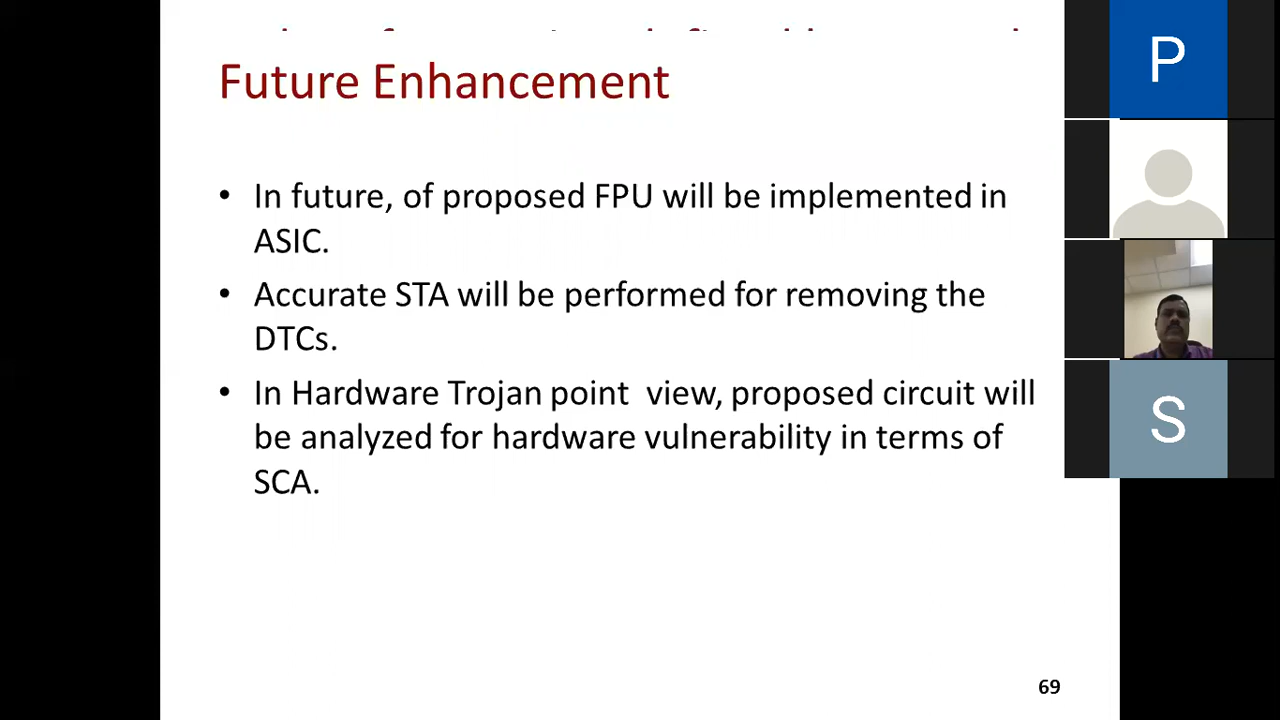 Future Enhancement
• In future, of proposed FPU will be implemented in
ASIC.
• Accurate STA will be performed for removing the
DTCs.
• In Hardware Trojan point  view, proposed circuit will
be analyzed for hardware vulnerability in terms of
SCA.
69
P
S